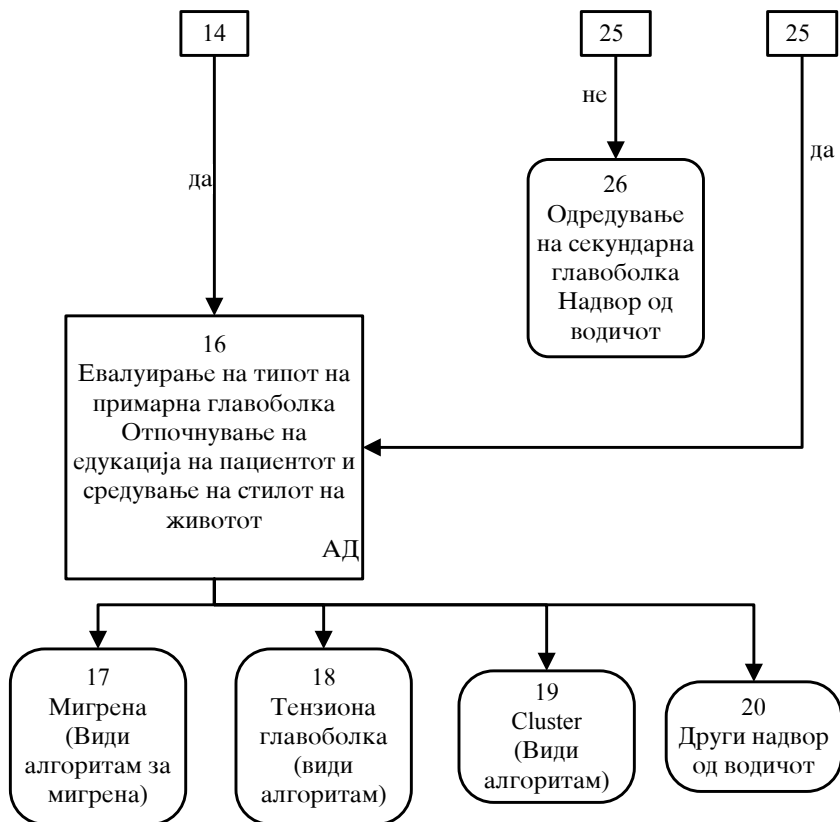 14
25
25
не
да
да
26
Одредување
на секундарна
главоболка
Надвор од
водичот
16
Евалуирање на типот на
примарна главоболка
Отпочнување на
едукација на пациентот и
средување на стилот на
животот
АД
17
Мигрена
(Види
алгоритам за
мигрена)
18
Тензиона
главоболка
(види
алгоритам)
19
Cluster
(Види
алгоритам)
20
Други надвор
од водичот